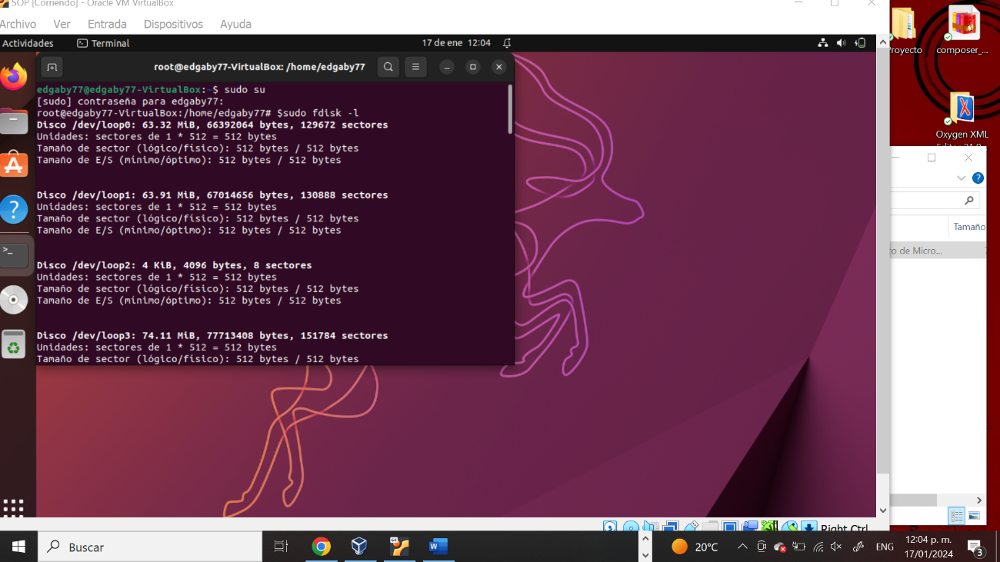 SOP [Corriendo] - Oracle VM VirtualBox
Archivo Ver Entrada Dispositivos Ayuda
Actividades Terminal 17 de ene 12:04
root@edgaby77-VirtualBox: /home/edgaby77
edgaby77@edgaby77-VirtualBox:~$ sudo su
[sudo] contraseña para edgaby77:
root@edgaby77-VirtualBox:/home/edgaby77# $sudo fdisk -l
Disco /dev/loop0: 63.32 MiB, 66392064 bytes, 129672 sectores
Unidades: sectores de 1 * 512 = 512 bytes
Tamaño de sector (lógico/físico): 512 bytes / 512 bytes
Tamaño de E/S (mínimo/óptimo): 512 bytes / 512 bytes
Disco /dev/loop1: 63.91 MiB, 67014656 bytes, 130888 sectores
Unidades: sectores de 1 * 512 = 512 bytes
Tamaño de sector (lógico/físico): 512 bytes / 512 bytes
Tamaño de E/S (mínimo/óptimo): 512 bytes / 512 bytes
Disco /dev/loop2: 4 KiB, 4096 bytes, 8 sectores
Unidades: sectores de 1 * 512 = 512 bytes
Tamaño de sector (lógico/físico): 512 bytes / 512 bytes
Tamaño de E/S (mínimo/óptimo): 512 bytes / 512 bytes
Disco /dev/loop3: 74.11 MiB, 77713408 bytes, 151784 sectores
Unidades: sectores de 1 * 512 = 512 bytes
Tamaño de sector (lógico/físico): 512 bytes / 512 bytes
Right Ctrl
royecto
composer_...
Oxygen XML
Tamaño
to de Micro...
Buscar
20°C
ENG
12:04 p. m.
17/01/2024
3